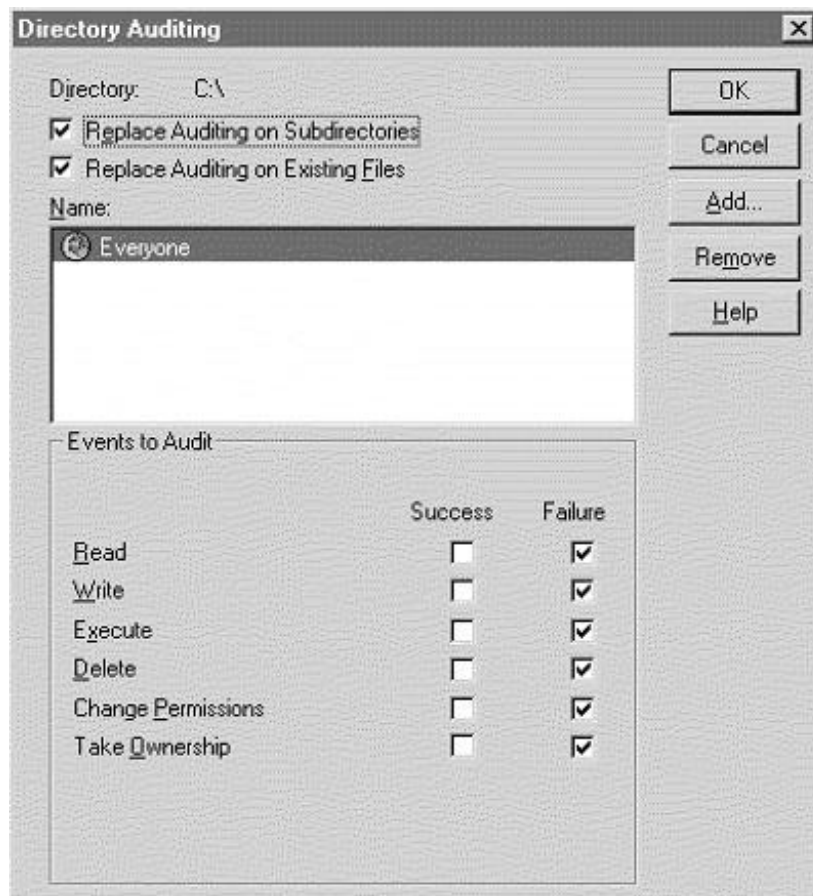 Directory Auditing
Directory: C:\
OK
Replace Auditing on Subdirectories
Cancel
Replace Auditing on Existing Files
Add...
Name:
Everyone
Remove
Help
Events to Audit
Success Failure
Read
Write
Execute
Delete
Change Permissions
Take Ownership